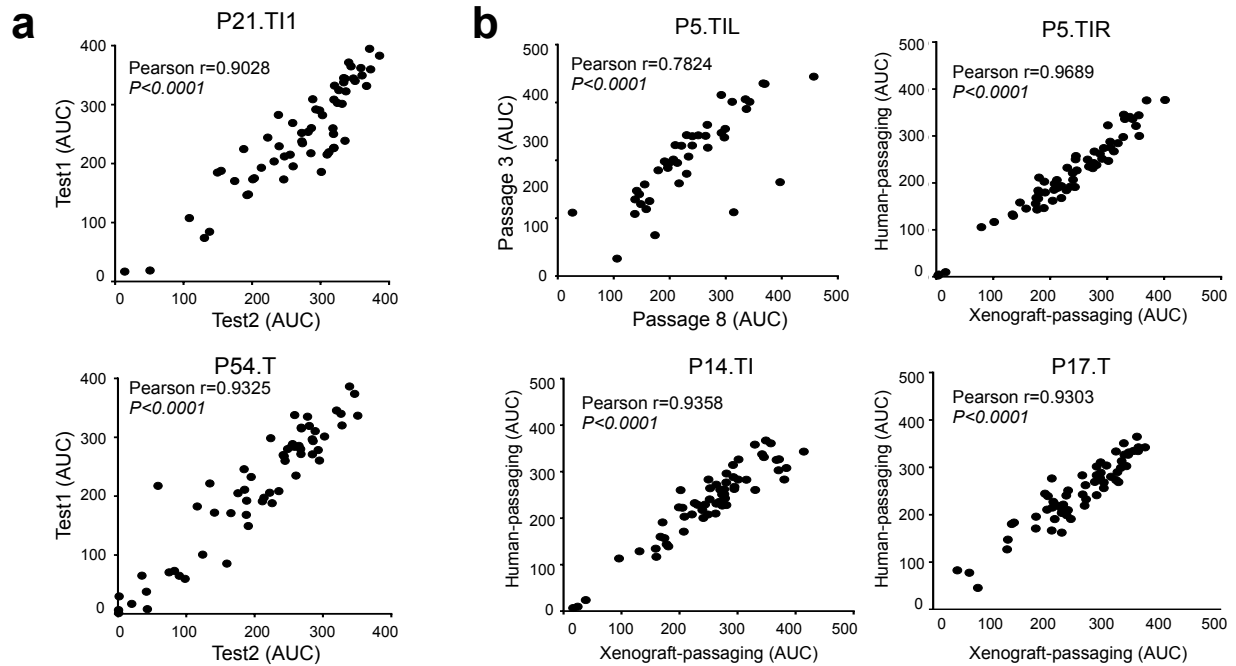 a
P21.TI1
Pearson r=0.9028
P<0.0001
Test1 (AUC)
400
300
200
100
0
0 100 200 300 400
Test2 (AUC)
P54.T
Pearson r=0.9325
P<0.0001
Test1 (AUC)
400
300
200
100
0
0 100 200 300 400
Test2 (AUC)
b
P5.TIL
Pearson r=0.7824
P<0.0001
Passage 3 (AUC)
500
400
300
200
100
0
0 100 200 300 400 500
Passage 8 (AUC)
P5.TIR
Pearson r=0.9689
P<0.0001
Human-passaging (AUC)
500
400
300
200
100
0
0 100 200 300 400 500
Xenograft-passaging (AUC)
P14.TI
Pearson r=0.9358
P<0.0001
Human-passaging (AUC)
500
400
300
200
100
0
0 100 200 300 400 500
Xenograft-passaging (AUC)
P17.T
Pearson r=0.9303
P<0.0001
Human-passaging (AUC)
500
400
300
200
100
0
0 100 200 300 400 500
Xenograft-passaging (AUC)